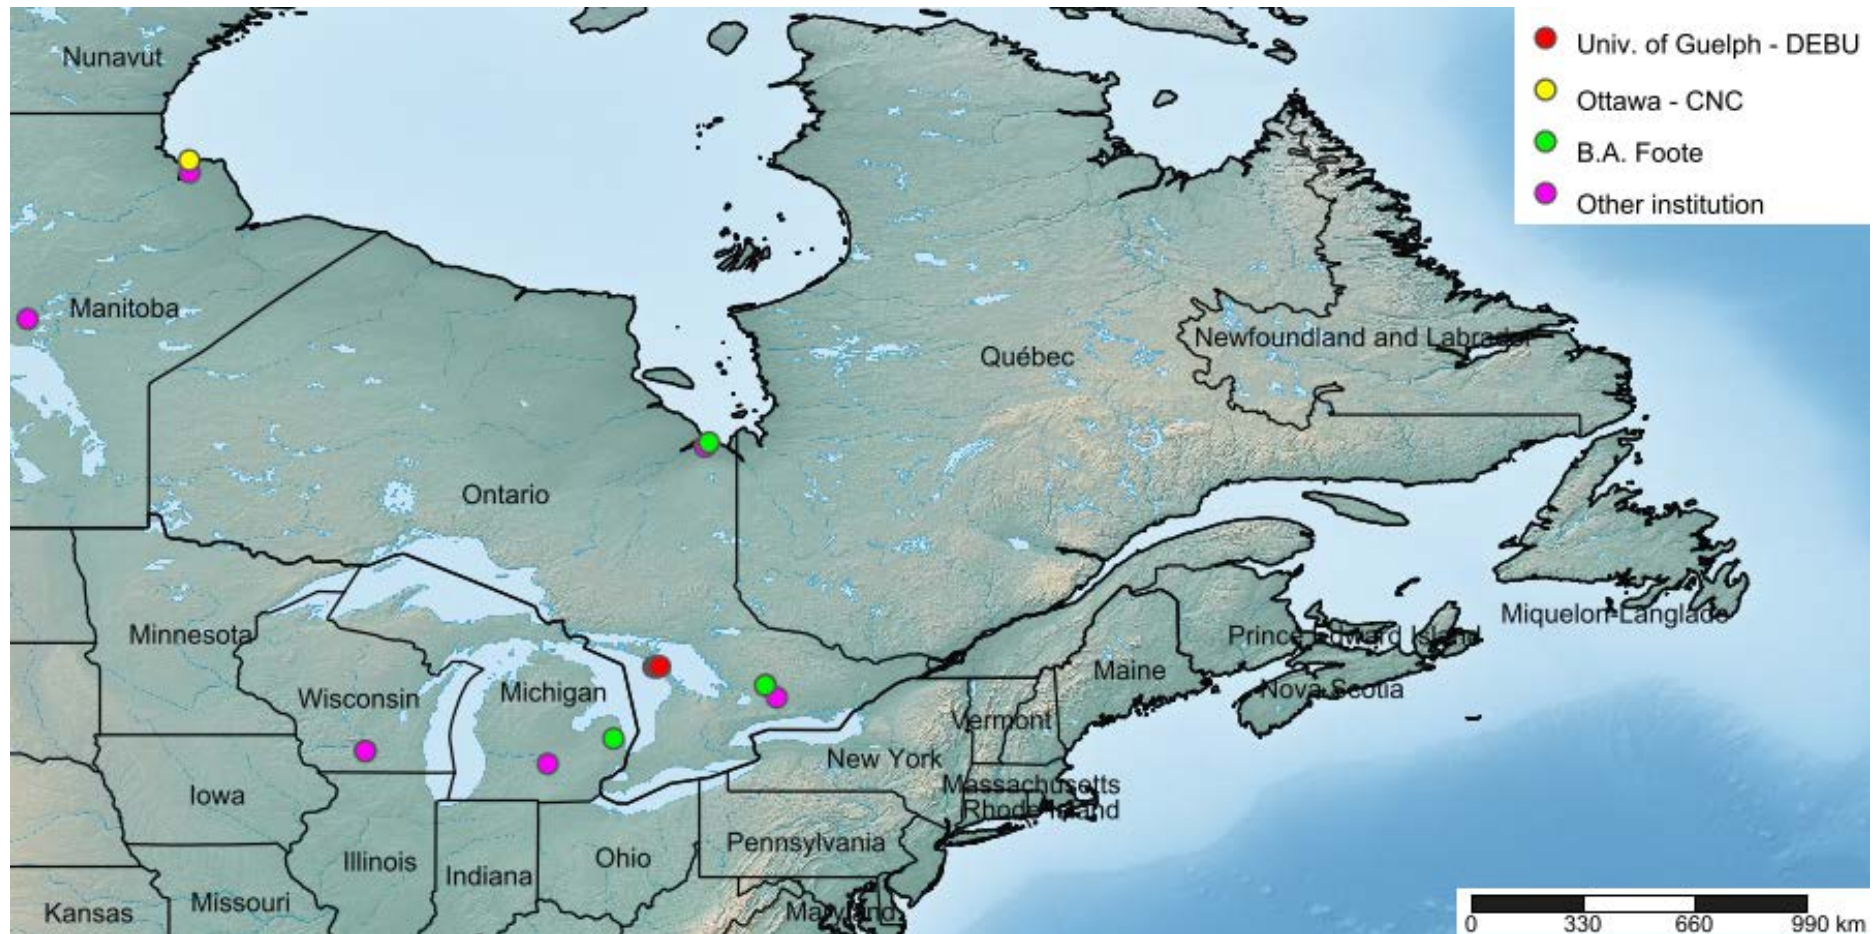 Nunavut
Univ. of Guelph - DEBU
Ottawa - CNC
B.A. Foote
Other institution
Manitoba
Newfoundland and Labrador
Québec
Ontario
Miquelon-Langlade
Minnesota
Prince Edward Island
Maine
Wisconsin
Michigan
Nova Scotia
Vermont
New York
Massachusetts
Iowa
Rhode Island
Pennsylvania
Illinois
Ohio
Indiana
Missouri
Kansas
Maryland
0 330 660 990 km